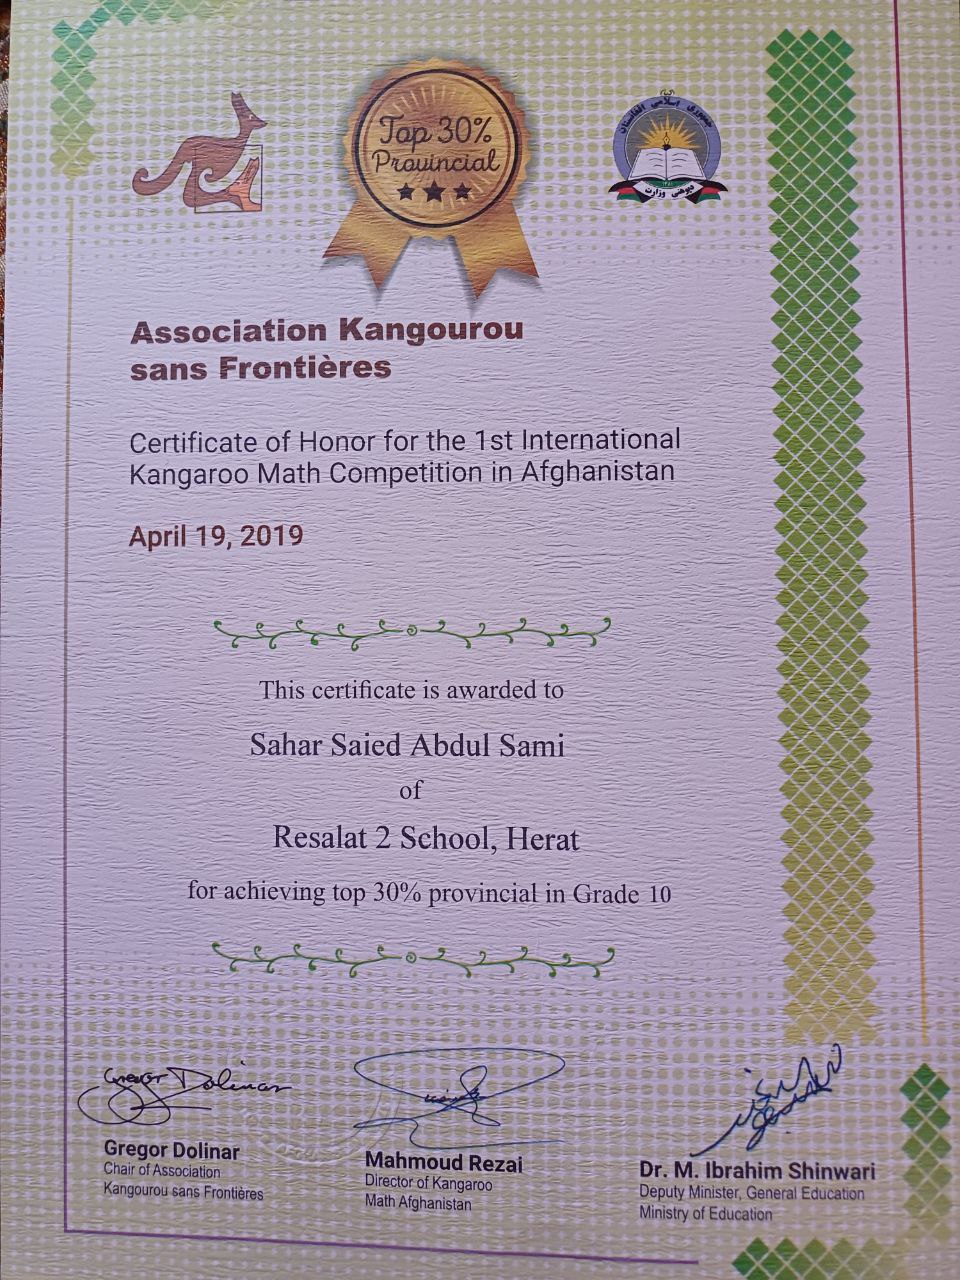 Top 30%
Provincial
جمهوری اسلامی افغانستان
۱۳۸۱
د پوهنې وزارت
Association Kangourou
sans Frontières
Certificate of Honor for the 1st International
Kangaroo Math Competition in Afghanistan
April 19, 2019
This certificate is awarded to
Sahar Saied Abdul Sami
of
Resalat 2 School, Herat
for achieving top 30% provincial in Grade 10
Gregor Dolinar
Gregor Dolinar
Chair of Association
Kangourou sans Frontières
Mahmoud Rezai
Director of Kangaroo
Math Afghanistan
Dr. M. Ibrahim Shinwari
Deputy Minister, General Education
Ministry of Education